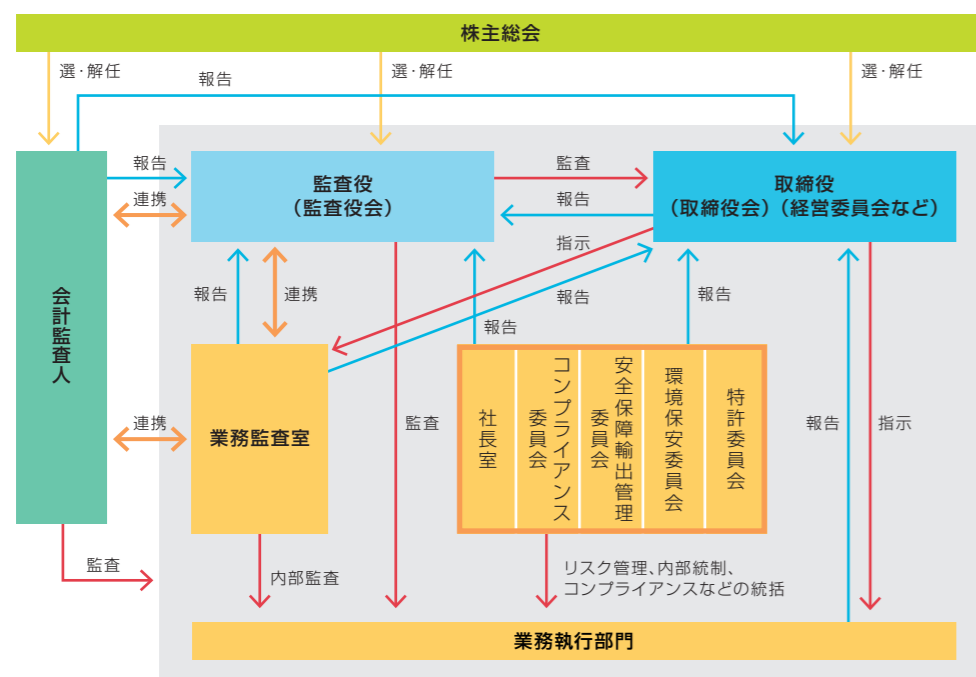 株主総会
選・解任
選・解任
選・解任
報告
報告
連携
監査役
（監査役会）
監査
報告
指示
取締役
（取締役会）（経営委員会など）
会計監査人
報告
連携
報告
報告
報告
連携
業務監査室
監査
社長室
コンプライアンス
委員会
安全保障輸出管理
委員会
環境保安委員会
特許委員会
報告
指示
監査
内部監査
リスク管理、内部統制、
コンプライアンスなどの統括
業務執行部門